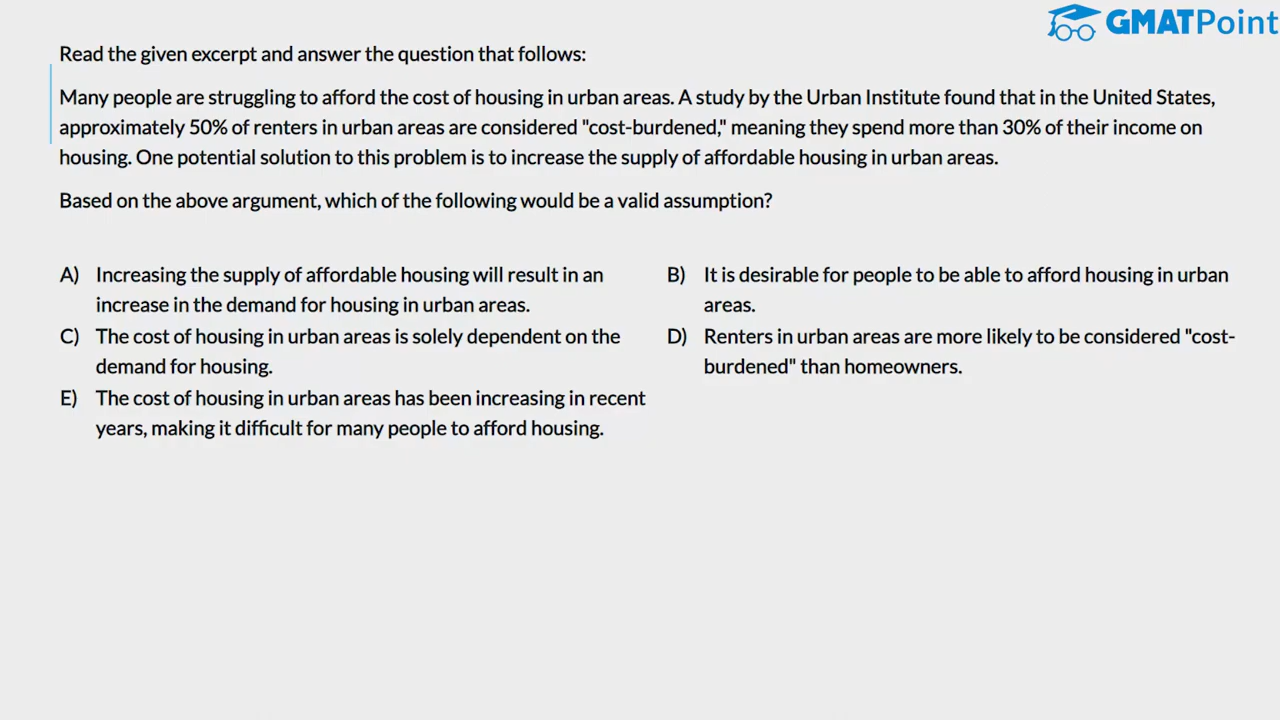 GMATPoint
Read the given excerpt and answer the question that follows:
Many people are struggling to afford the cost of housing in urban areas. A study by the Urban Institute found that in the United States,
approximately 50% of renters in urban areas are considered "cost-burdened," meaning they spend more than 30% of their income on
housing. One potential solution to this problem is to increase the supply of affordable housing in urban areas.
Based on the above argument, which of the following would be a valid assumption?
A) Increasing the supply of affordable housing will result in an
increase in the demand for housing in urban areas.
B) It is desirable for people to be able to afford housing in urban
areas.
C) The cost of housing in urban areas is solely dependent on the
demand for housing.
D) Renters in urban areas are more likely to be considered "cost-
burdened" than homeowners.
E) The cost of housing in urban areas has been increasing in recent
years, making it difficult for many people to afford housing.